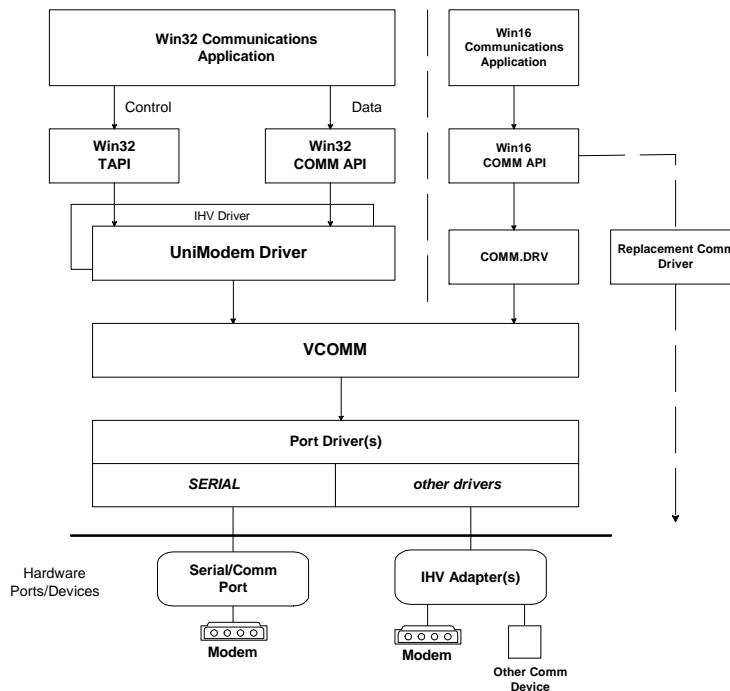 Win32 Communications
Application
Win16
Communications
Application
Control
Data
Win32
TAPI
Win32
COMM API
Win16
COMM API
IHV Driver
UniModem Driver
COMM.DRV
Replacement Comm
Driver
VCOMM
Port Driver(s)
SERIAL
other drivers
Hardware
Ports/Devices
Serial/Comm
Port
IHV Adapter(s)
Modem
Modem
Other Comm
Device